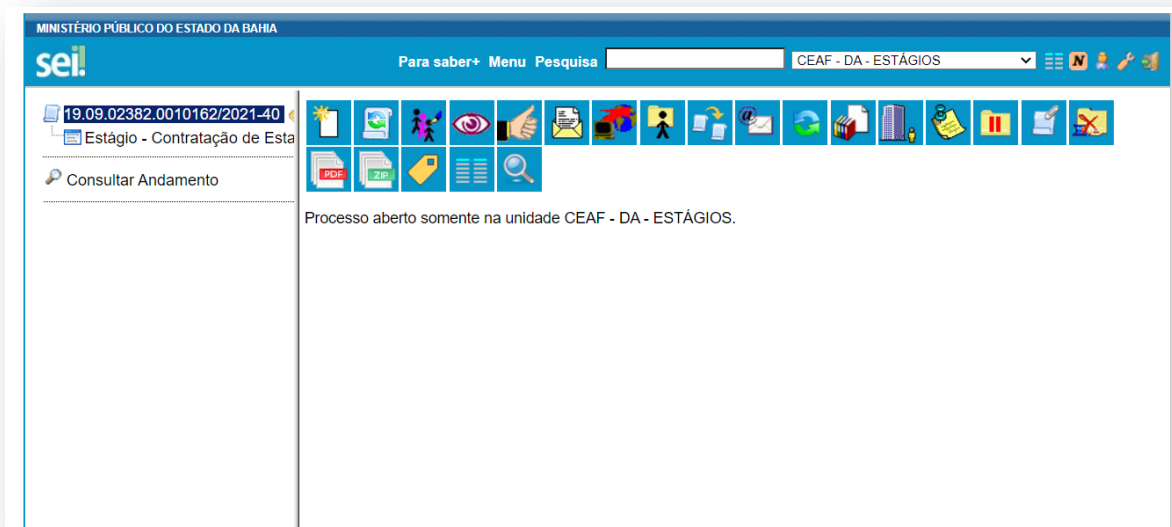 MINISTÉRIO PÚBLICO DO ESTADO DA BAHIA
sei!
Para saber+ Menu Pesquisa
CEAF - DA - ESTÁGIOS
N
19.09.02382.0010162/2021-40
Estágio - Contratação de Esta
Consultar Andamento
PDF ZIP
Processo aberto somente na unidade CEAF - DA - ESTÁGIOS.